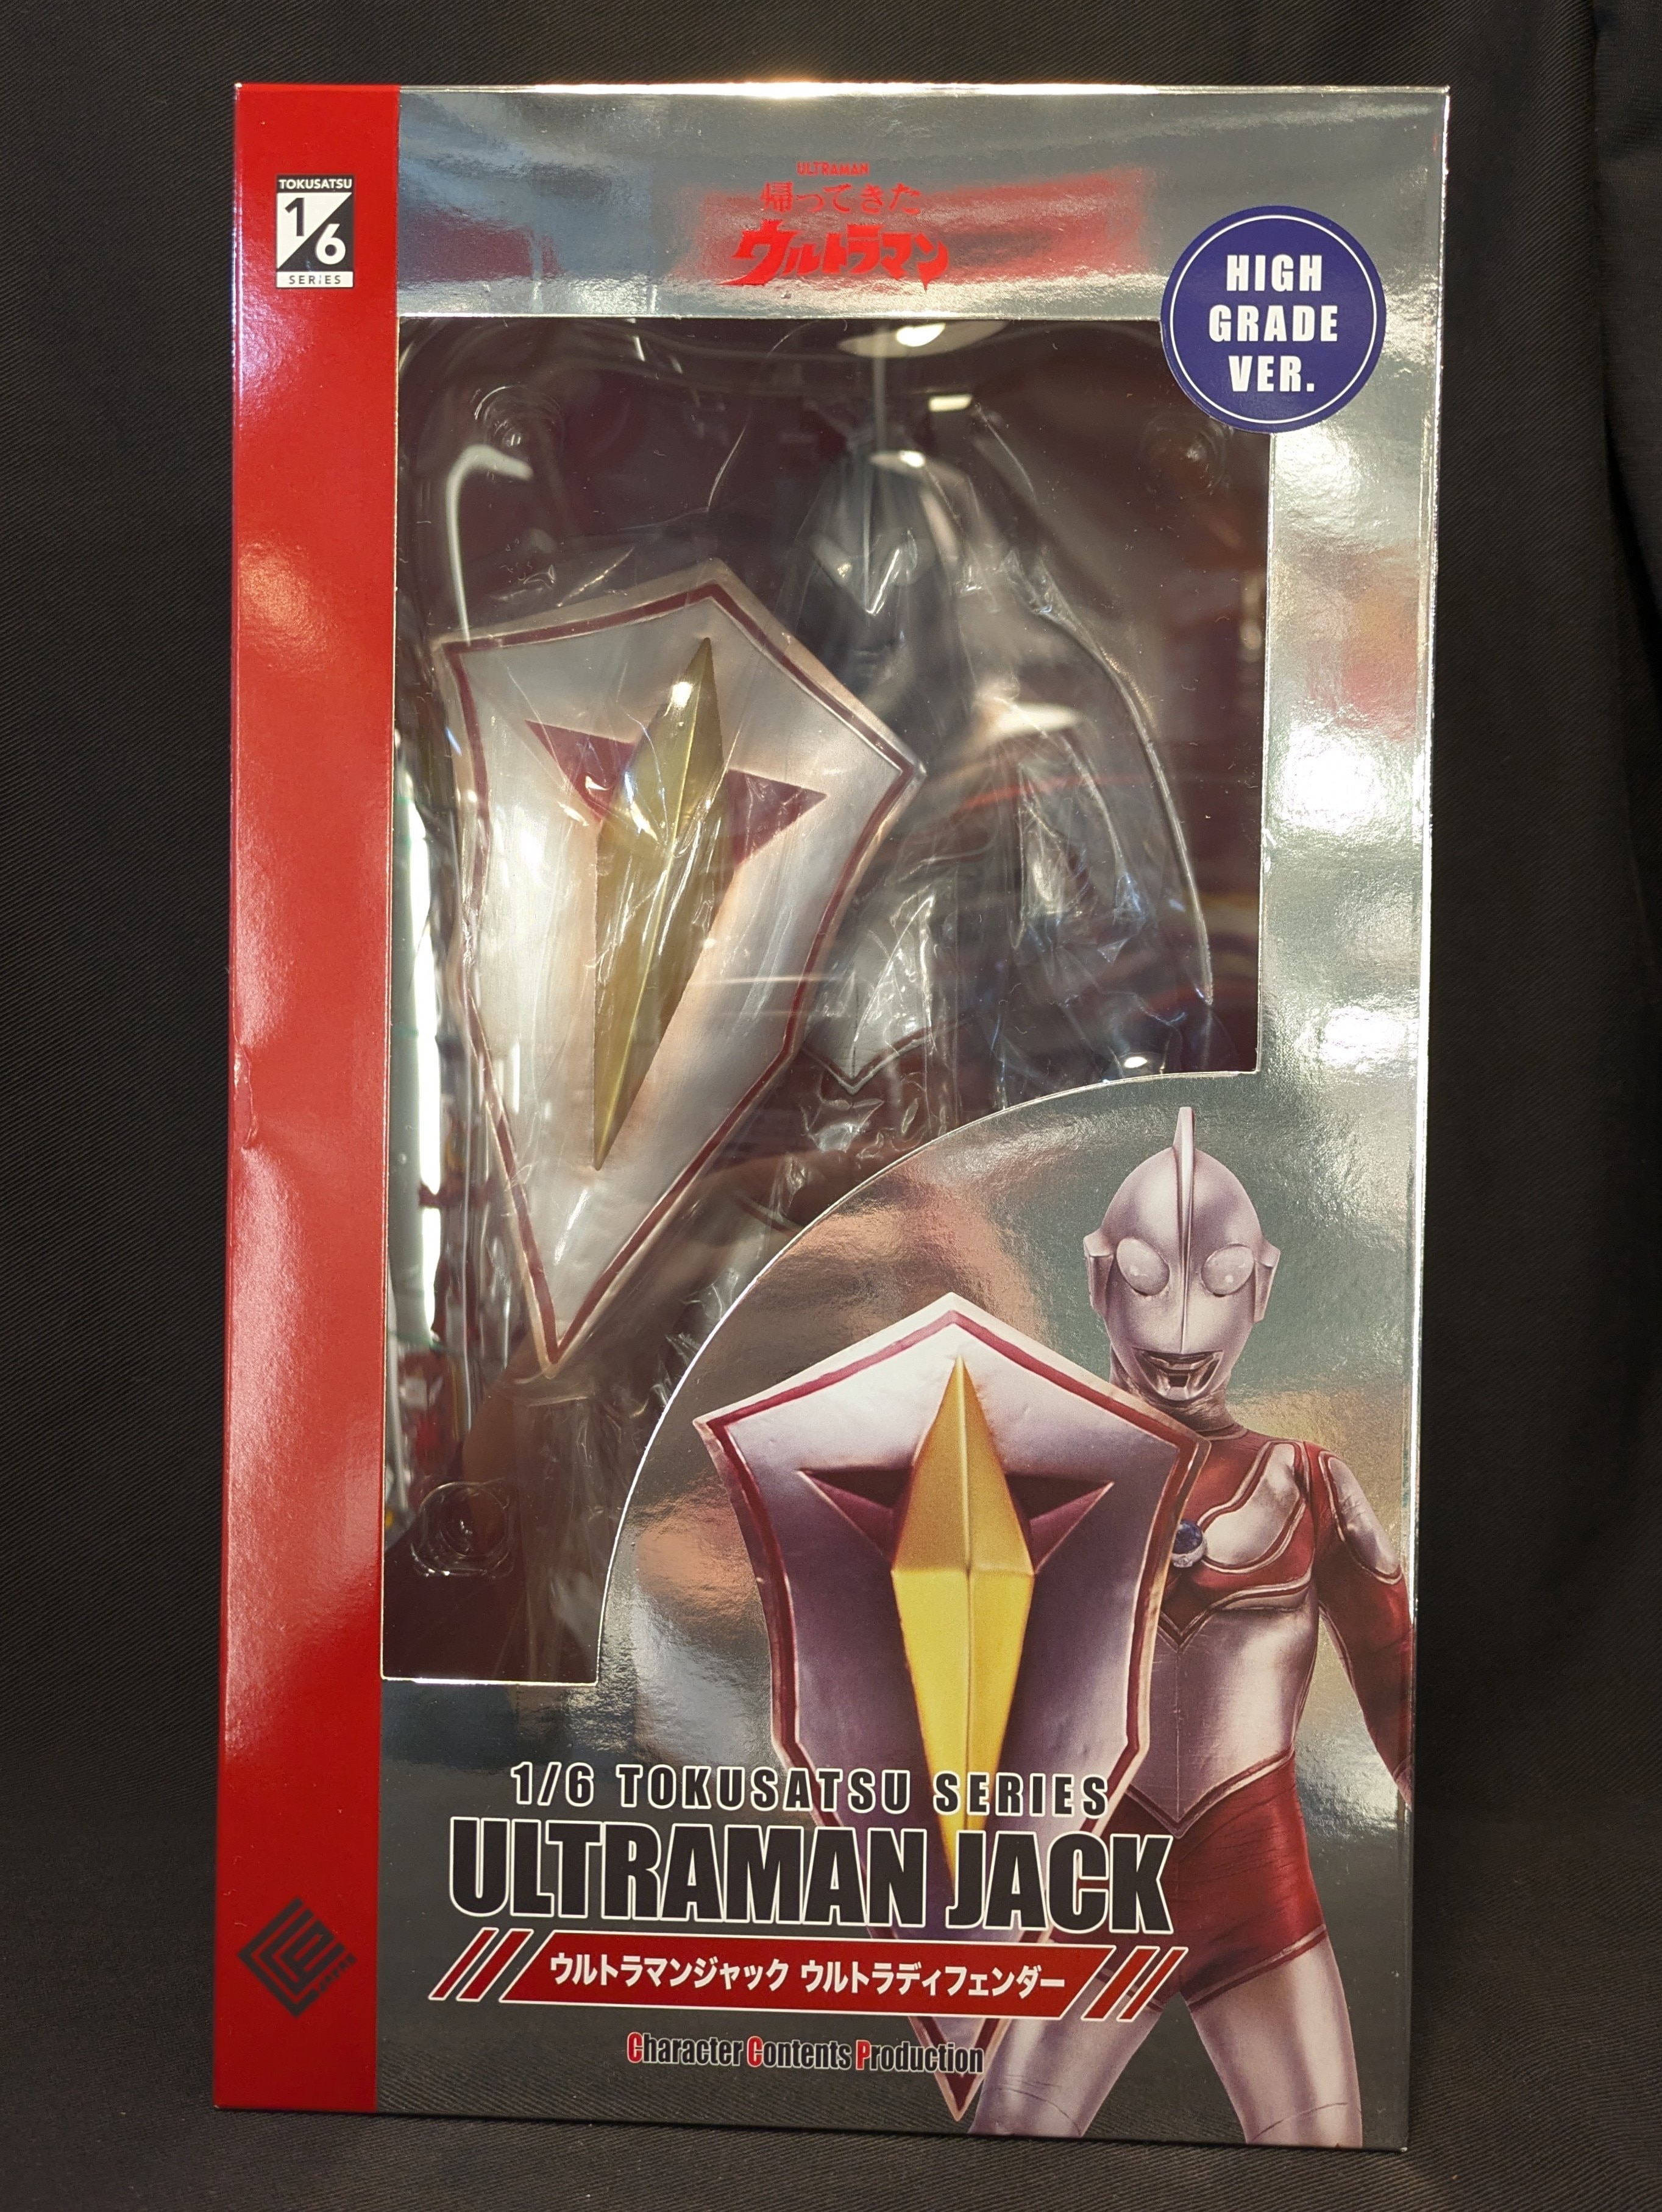 TOKUSATSU
1/6
SERIES
ULTRAMAN
帰ってきた
ウルトラマン
HIGH
GRADE
VER.
1/6 TOKUSATSU SERIES
ULTRAMAN JACK
ウルトラマンジャック ウルトラディフェンダー
Character Contents Production